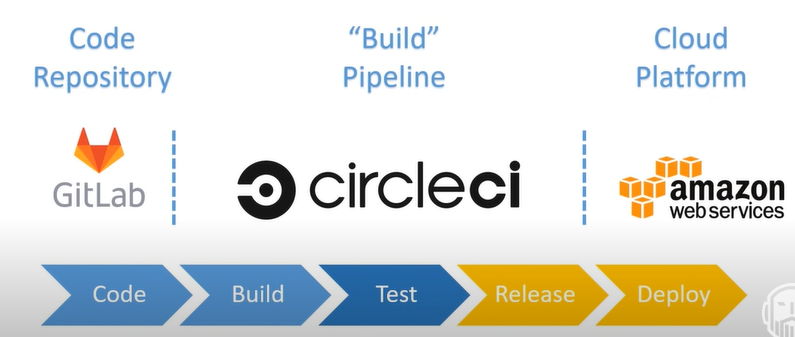 Code
Repository
“Build”
Pipeline
Cloud
Platform
GitLab
circleci
amazon
web services
Code
Build
Test
Release
Deploy